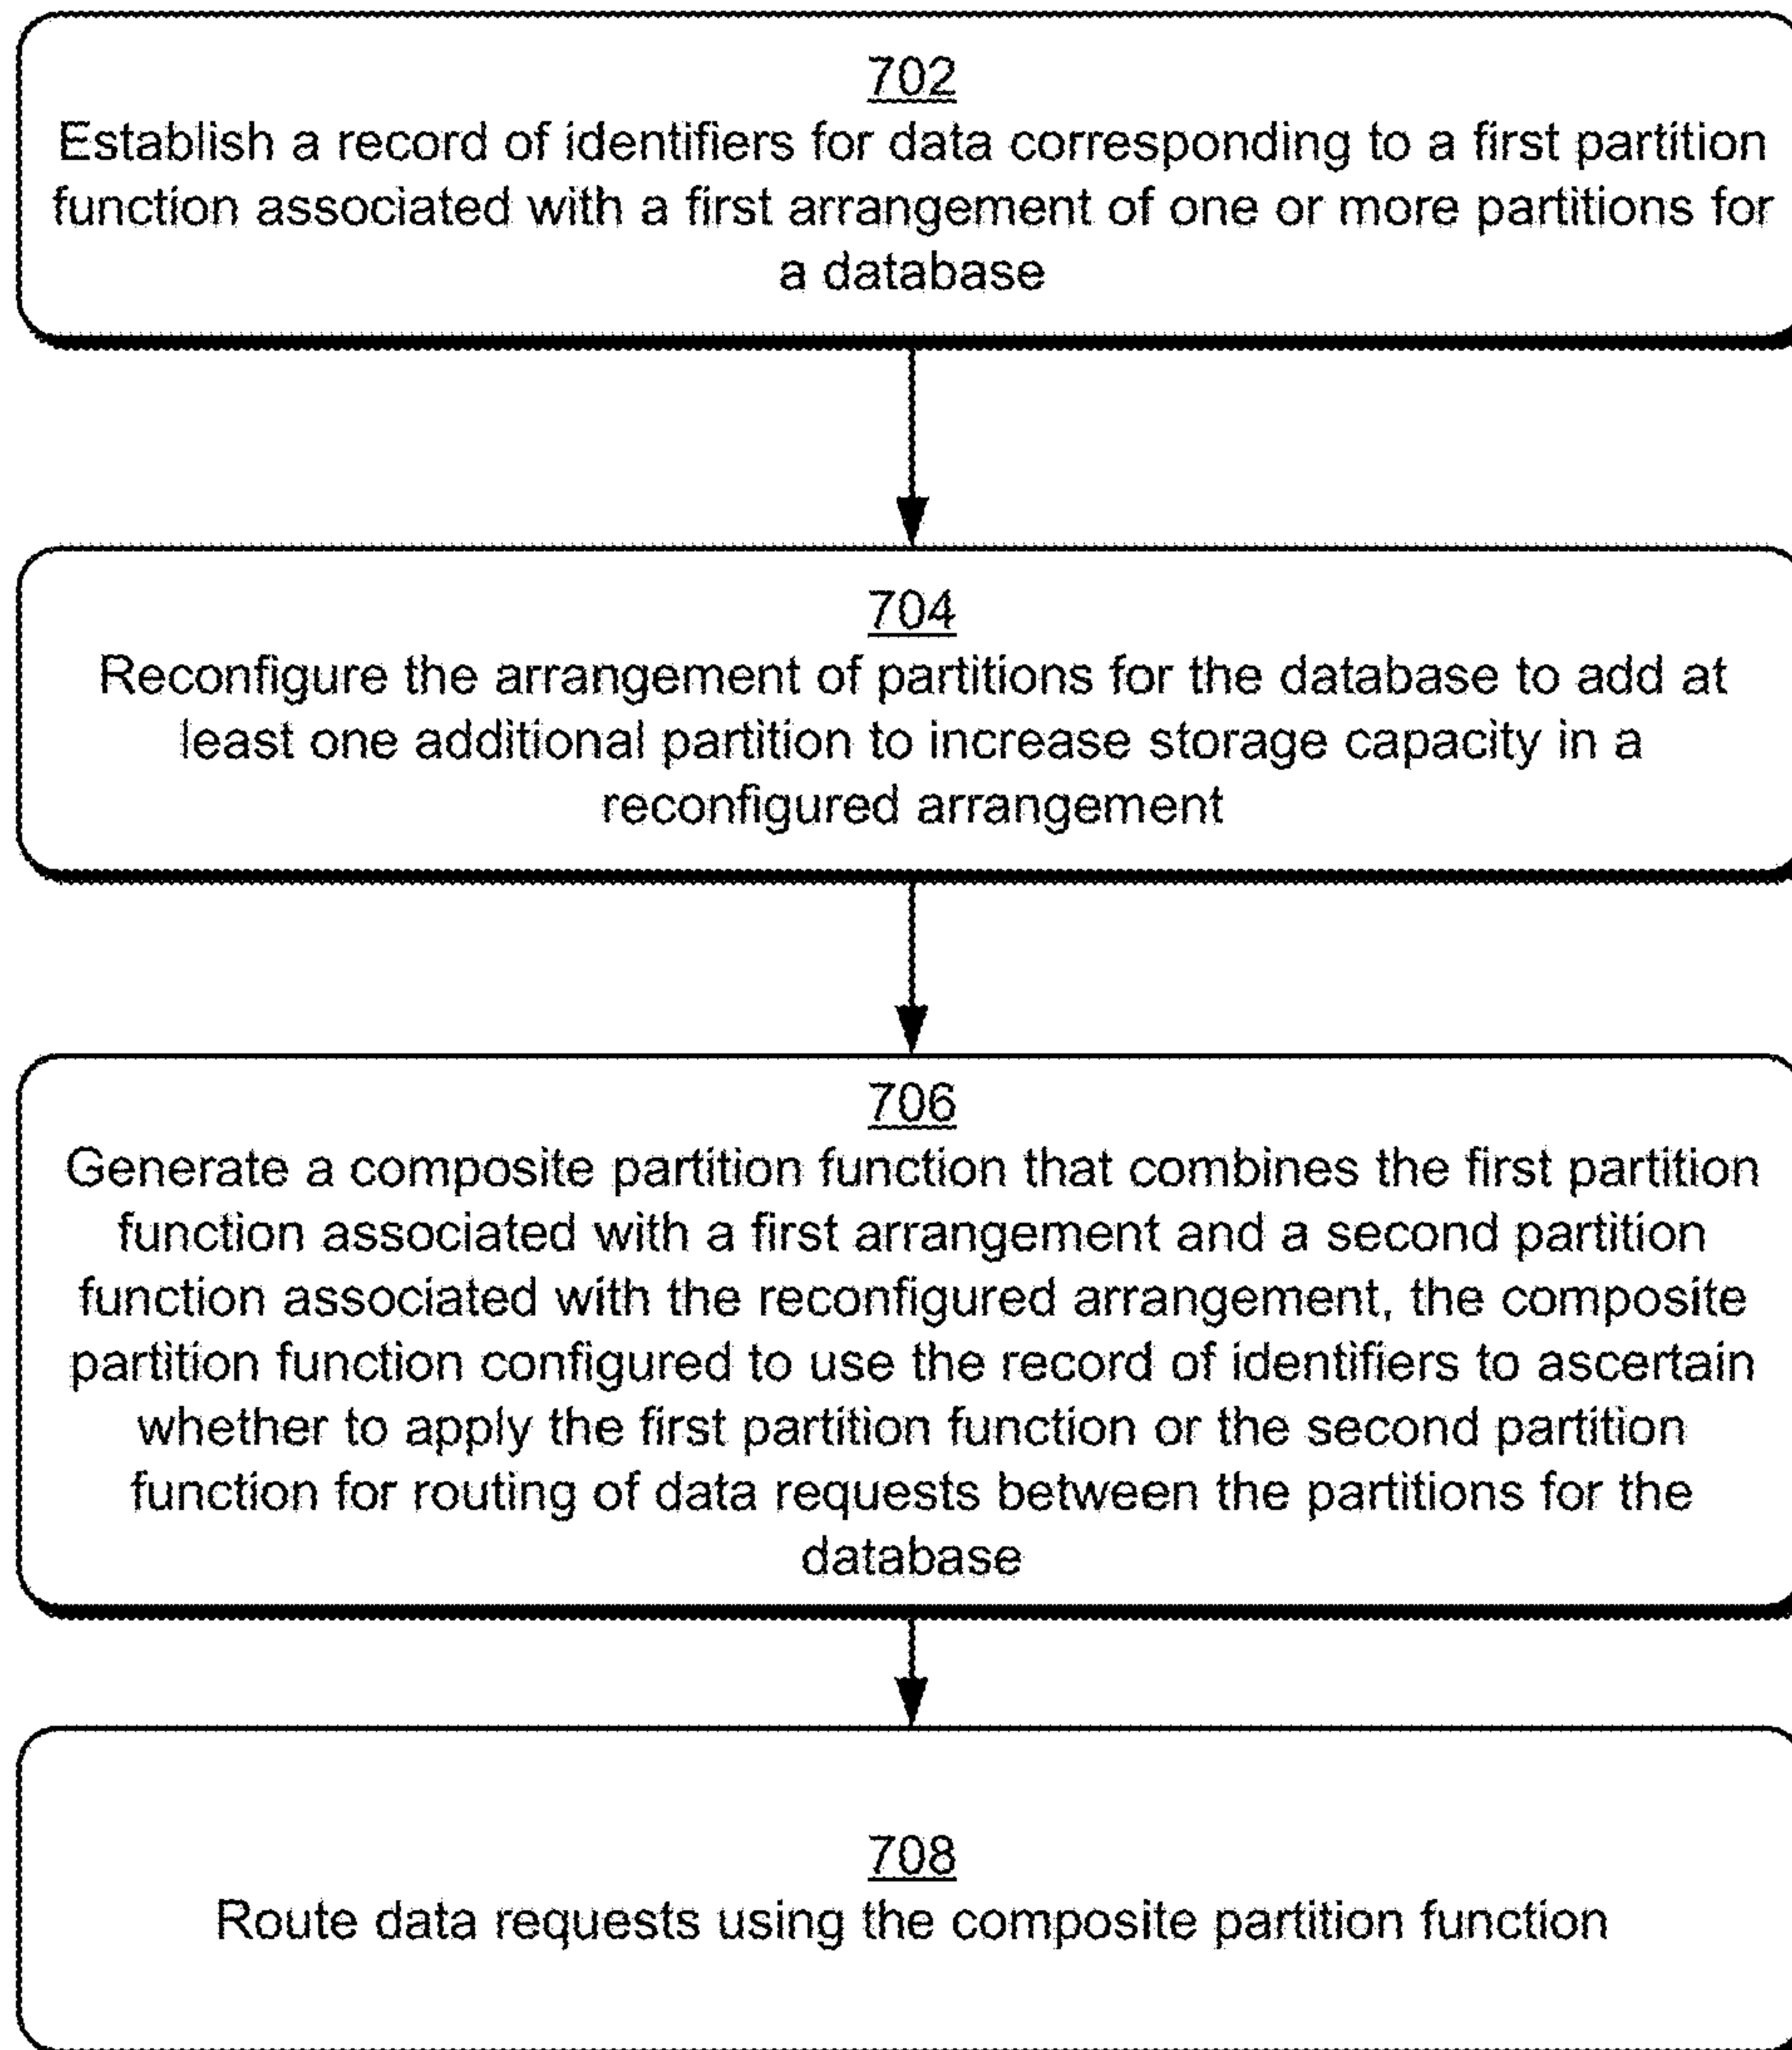 702
Establish a record of identifiers for data corresponding to a first partition
function associated with a first arrangement of one or more partitions for
a database
704
Reconfigure the arrangement of partitions for the database to add at
least one additional partition to increase storage capacity in a
reconfigured arrangement
706
Generate a composite partition function that combines the first partition
function associated with a first arrangement and a second partition
function associated with the reconfigured arrangement, the composite
partition function configured to use the record of identifiers to ascertain
whether to apply the first partition function or the second partition
function for routing of data requests between the partitions for the
database
708
Route data requests using the composite partition function